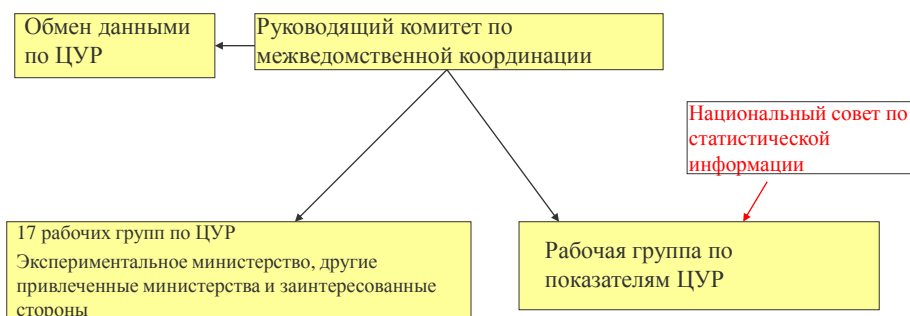 Обмен данными
по ЦУР
Руководящий комитет по
межведомственной координации
Национальный совет по
статистической
информации
17 рабочих групп по ЦУР
Экспериментальное министерство, другие
привлеченные министерства и заинтересованные
стороны
Рабочая группа по
показателям ЦУР